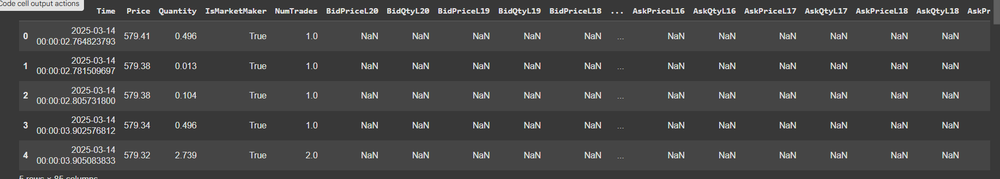 Code cell output actions
Time Price Quantity IsMarketMaker NumTrades BidPriceL20 BidQtyL20 BidPriceL19 BidQtyL19 BidPriceL18 ... AskPriceL16 AskQtyL16 AskPriceL17 AskQtyL17 AskPriceL18 AskQtyL18 AskPr
0 2025-03-14 00:00:02.764823793 579.41 0.496 True 1.0 NaN NaN NaN NaN NaN ... NaN NaN NaN NaN NaN NaN
1 2025-03-14 00:00:02.781509697 579.38 0.013 True 1.0 NaN NaN NaN NaN NaN ... NaN NaN NaN NaN NaN NaN
2 2025-03-14 00:00:02.805731800 579.38 0.104 True 1.0 NaN NaN NaN NaN NaN ... NaN NaN NaN NaN NaN NaN
3 2025-03-14 00:00:03.902576812 579.34 0.496 True 1.0 NaN NaN NaN NaN NaN ... NaN NaN NaN NaN NaN NaN
4 2025-03-14 00:00:03.905083833 579.32 2.739 True 2.0 NaN NaN NaN NaN NaN ... NaN NaN NaN NaN NaN NaN
5 rows × 85 columns